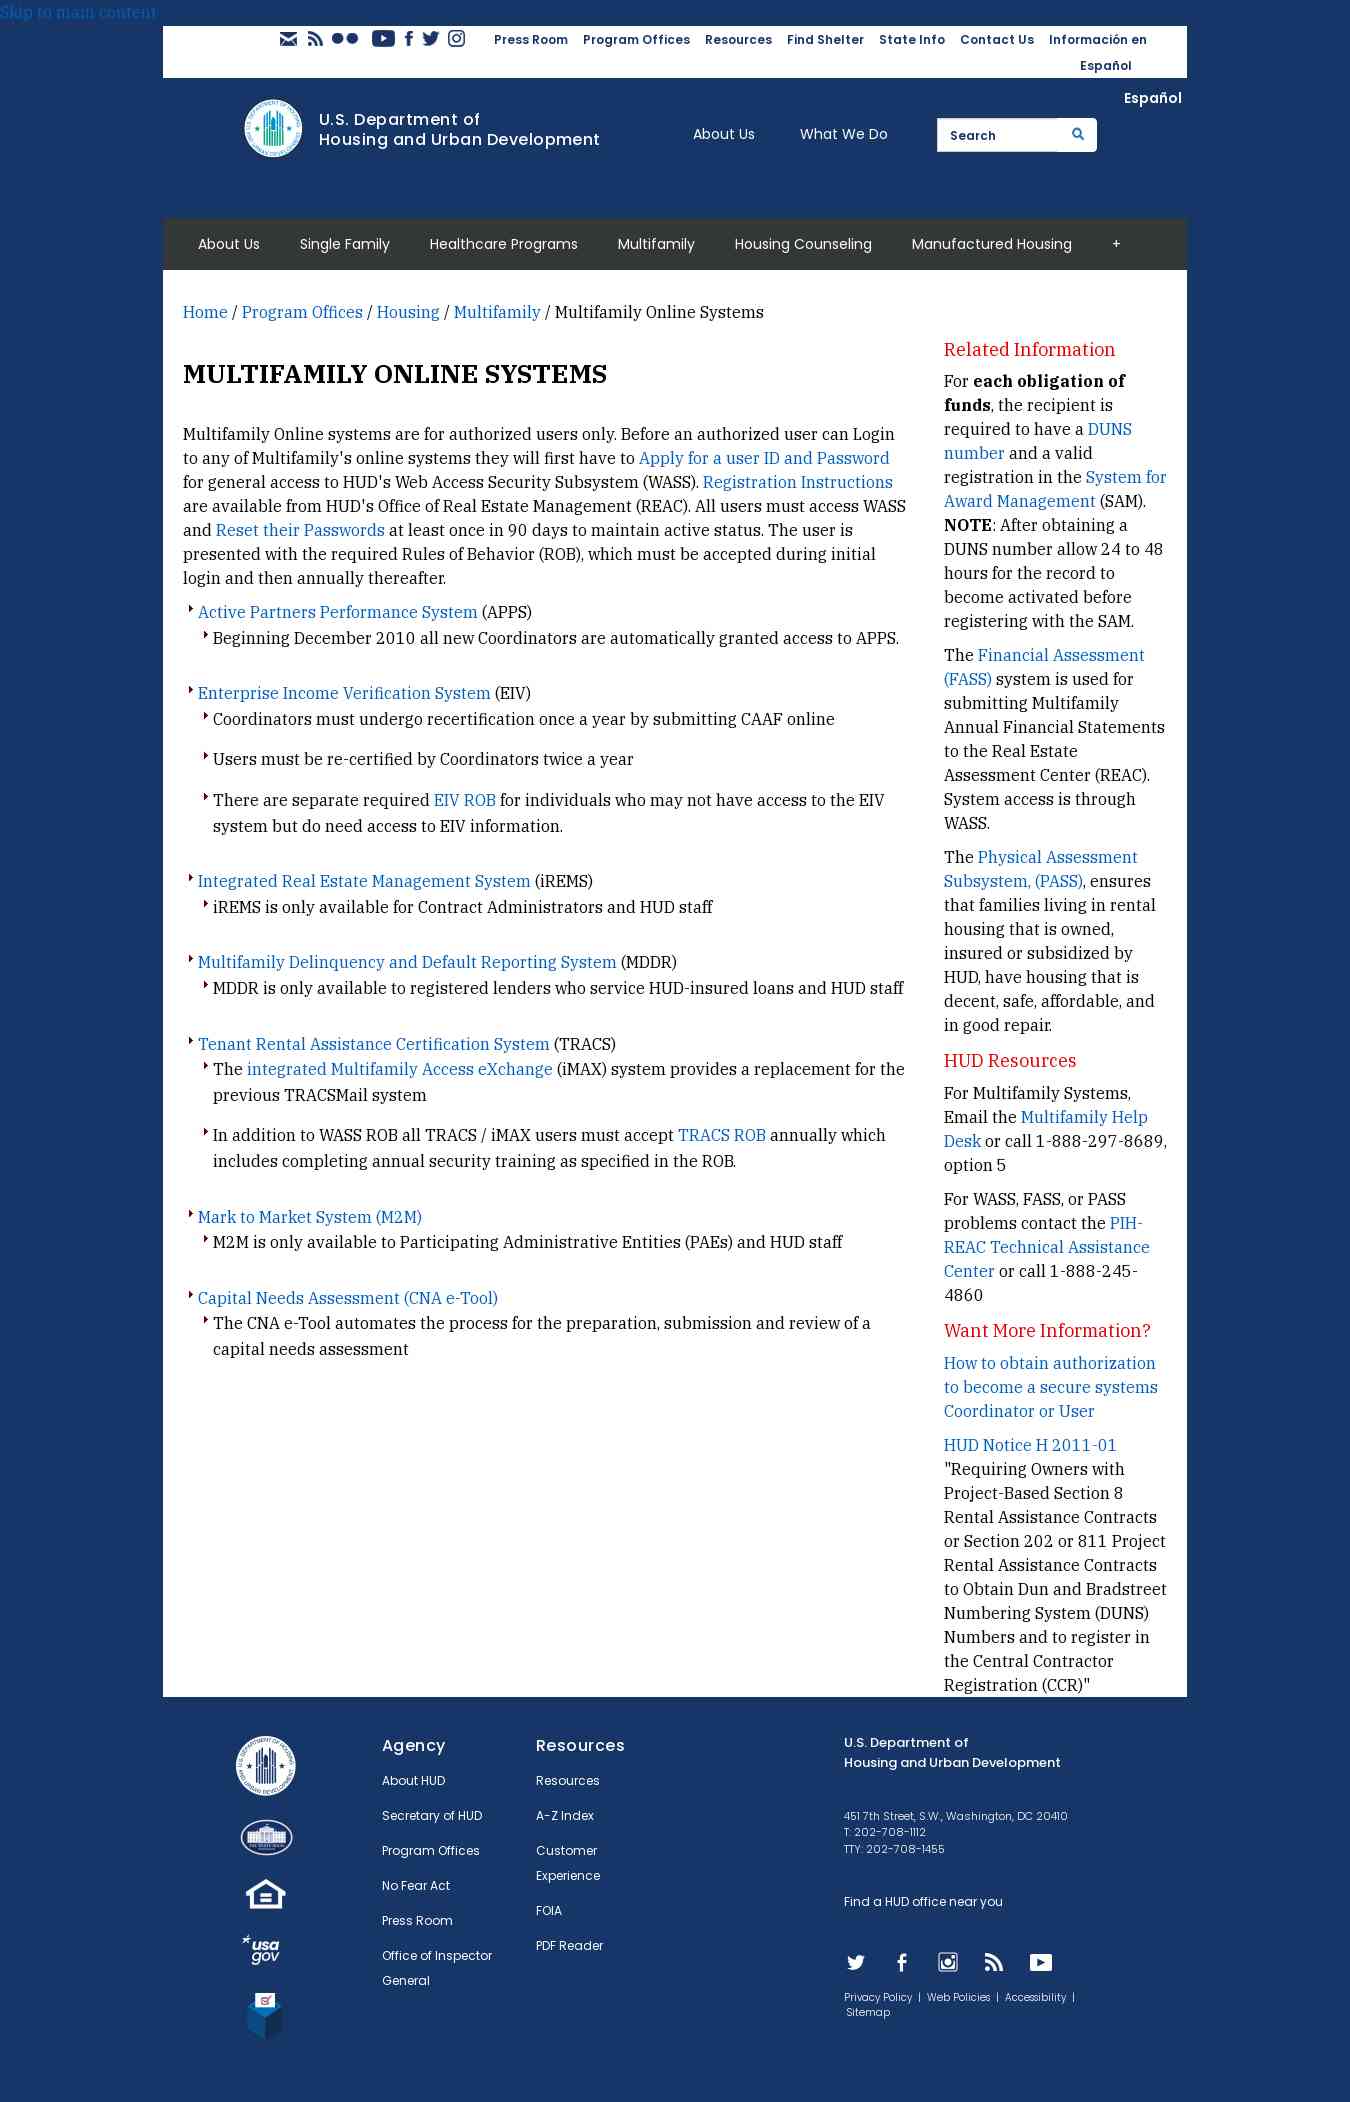 Skip to main content
Press Room Program Offices Resources Find Shelter State Info Contact Us Información en
Español
Español
U.S. Department of
Housing and Urban Development
About Us What We Do
Search
About Us Single Family Healthcare Programs Multifamily Housing Counseling Manufactured Housing +
Home / Program Offices / Housing / Multifamily / Multifamily Online Systems
MULTIFAMILY ONLINE SYSTEMS
Multifamily Online systems are for authorized users only. Before an authorized user can Login
to any of Multifamily's online systems they will first have to Apply for a user ID and Password
for general access to HUD's Web Access Security Subsystem (WASS). Registration Instructions
are available from HUD's Office of Real Estate Management (REAC). All users must access WASS
and Reset their Passwords at least once in 90 days to maintain active status. The user is
presented with the required Rules of Behavior (ROB), which must be accepted during initial
login and then annually thereafter.
Active Partners Performance System (APPS)
Beginning December 2010 all new Coordinators are automatically granted access to APPS.
Enterprise Income Verification System (EIV)
Coordinators must undergo recertification once a year by submitting CAAF online
Users must be re-certified by Coordinators twice a year
There are separate required EIV ROB for individuals who may not have access to the EIV
system but do need access to EIV information.
Integrated Real Estate Management System (iREMS)
iREMS is only available for Contract Administrators and HUD staff
Multifamily Delinquency and Default Reporting System (MDDR)
MDDR is only available to registered lenders who service HUD-insured loans and HUD staff
Tenant Rental Assistance Certification System (TRACS)
The integrated Multifamily Access eXchange (iMAX) system provides a replacement for the
previous TRACSMail system
In addition to WASS ROB all TRACS / iMAX users must accept TRACS ROB annually which
includes completing annual security training as specified in the ROB.
Mark to Market System (M2M)
M2M is only available to Participating Administrative Entities (PAEs) and HUD staff
Capital Needs Assessment (CNA e-Tool)
The CNA e-Tool automates the process for the preparation, submission and review of a
capital needs assessment
Related Information
For each obligation of
funds, the recipient is
required to have a DUNS
number and a valid
registration in the System for
Award Management (SAM).
NOTE: After obtaining a
DUNS number allow 24 to 48
hours for the record to
become activated before
registering with the SAM.
The Financial Assessment
(FASS) system is used for
submitting Multifamily
Annual Financial Statements
to the Real Estate
Assessment Center (REAC).
System access is through
WASS.
The Physical Assessment
Subsystem, (PASS), ensures
that families living in rental
housing that is owned,
insured or subsidized by
HUD, have housing that is
decent, safe, affordable, and
in good repair.
HUD Resources
For Multifamily Systems,
Email the Multifamily Help
Desk or call 1-888-297-8689,
option 5
For WASS, FASS, or PASS
problems contact the PIH-
REAC Technical Assistance
Center or call 1-888-245-
4860
Want More Information?
How to obtain authorization
to become a secure systems
Coordinator or User
HUD Notice H 2011-01
"Requiring Owners with
Project-Based Section 8
Rental Assistance Contracts
or Section 202 or 811 Project
Rental Assistance Contracts
to Obtain Dun and Bradstreet
Numbering System (DUNS)
Numbers and to register in
the Central Contractor
Registration (CCR)"
usa
gov
Agency
About HUD
Secretary of HUD
Program Offices
No Fear Act
Press Room
Office of Inspector
General
Resources
Resources
A-Z Index
Customer
Experience
FOIA
PDF Reader
U.S. Department of
Housing and Urban Development
451 7th Street, S.W., Washington, DC 20410
T: 202-708-1112
TTY: 202-708-1455
Find a HUD office near you
Privacy Policy | Web Policies | Accessibility |
Sitemap